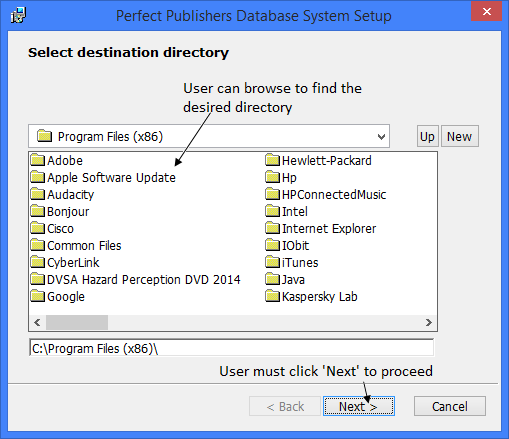 Perfect Publishers Database System Setup
Select destination directory
User can browse to find the
desired directory
Program Files (x86)
Up
New
Adobe
Apple Software Update
Audacity
Bonjour
Cisco
Common Files
CyberLink
DVSA Hazard Perception DVD 2014
Google
Hewlett-Packard
Hp
HPConnectedMusic
Intel
Internet Explorer
IObit
iTunes
Java
Kaspersky Lab
C:\Program Files (x86)\
User must click 'Next' to proceed
< Back
Next >
Cancel